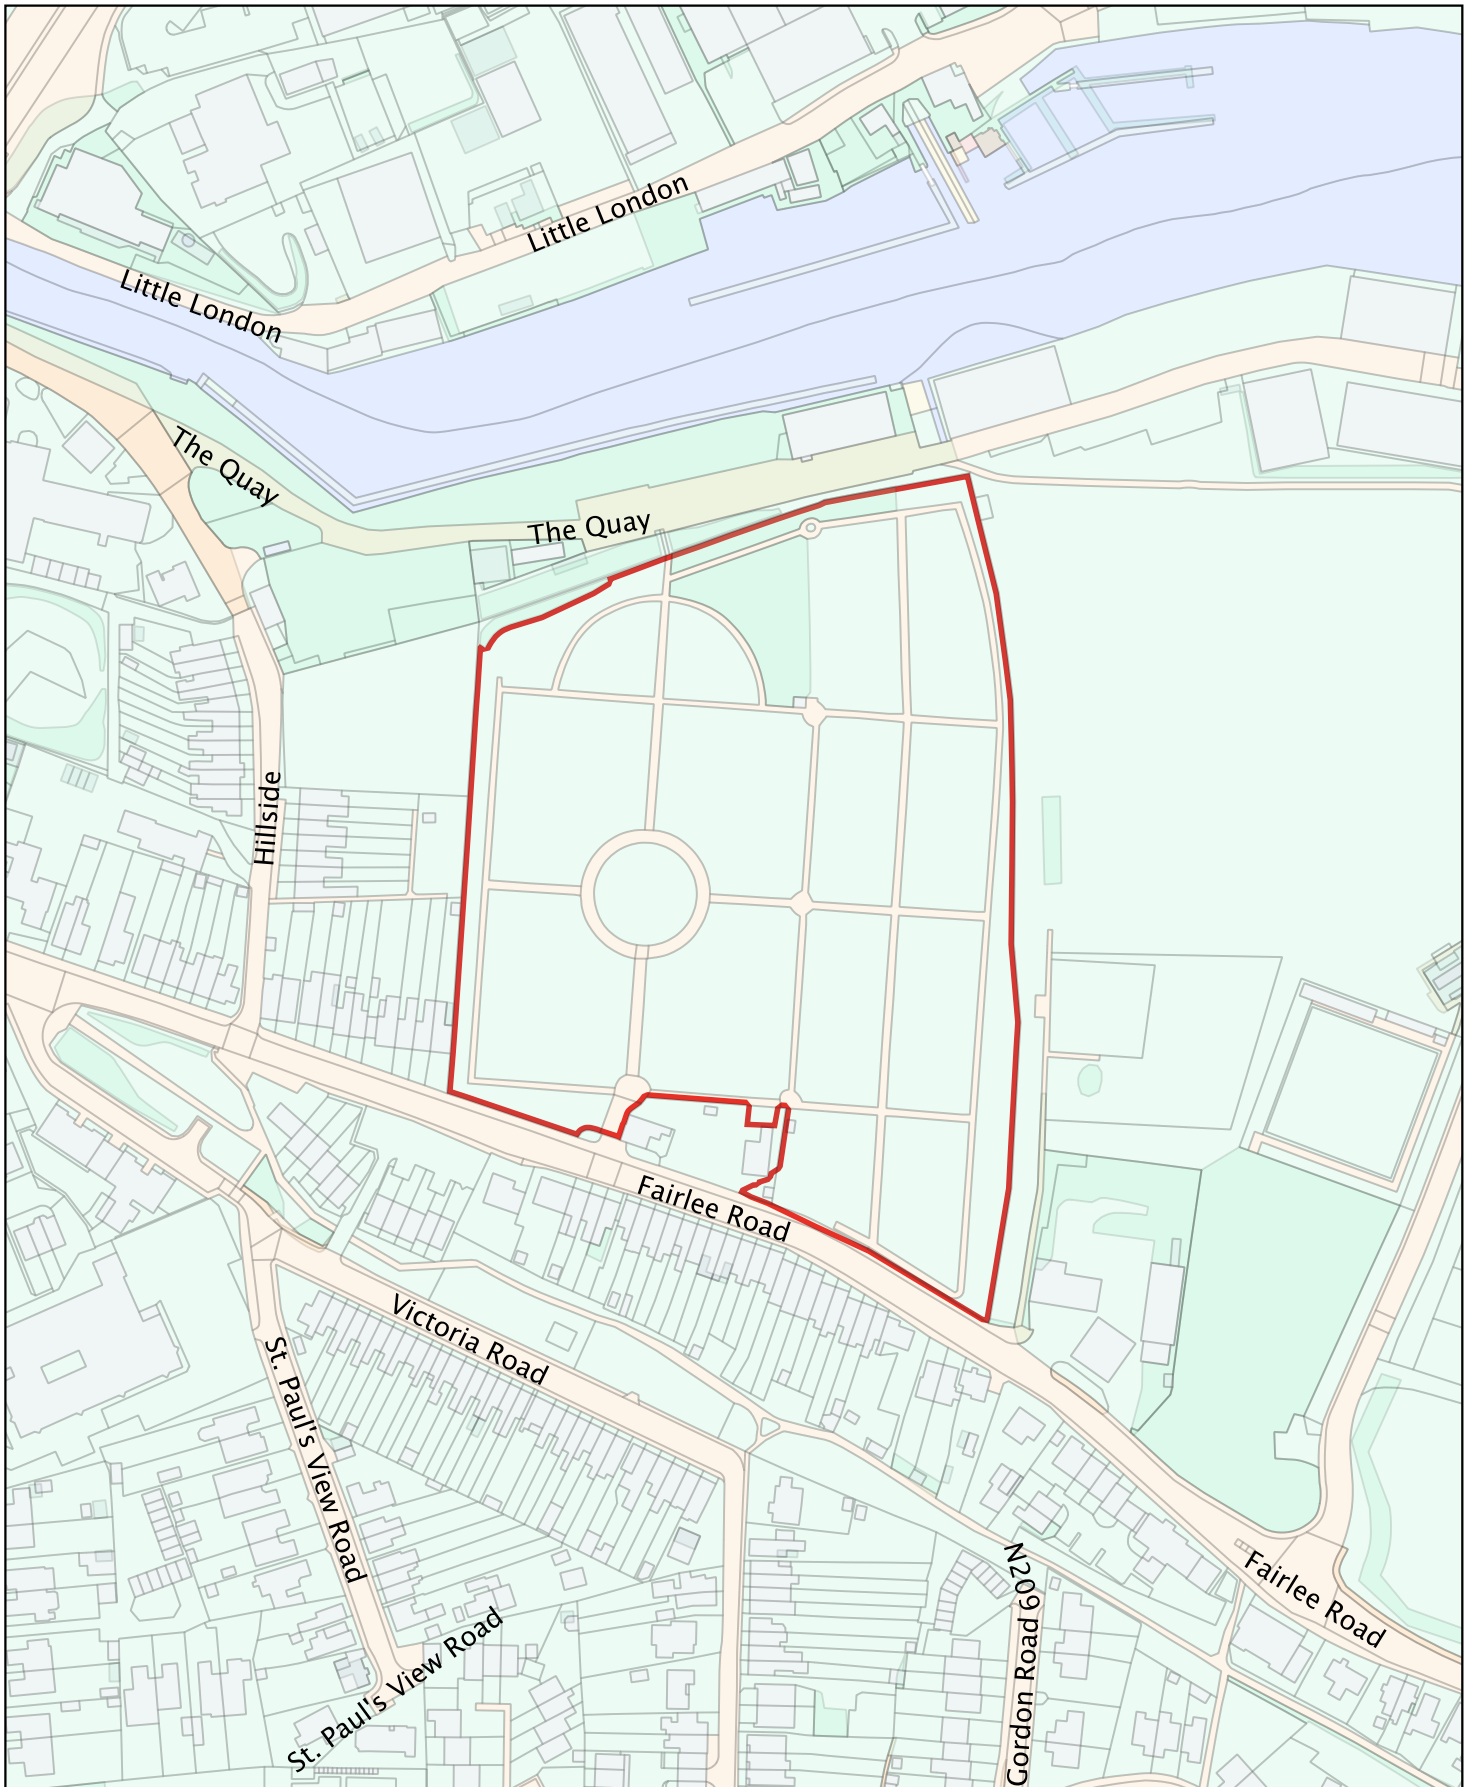 Little London
Little London
The Quay
The Quay
Hillside
Fairlee Road
Victoria Road
St. Paul's View Road
St. Paul's View Road
N209
Gordon Road
Fairlee Road